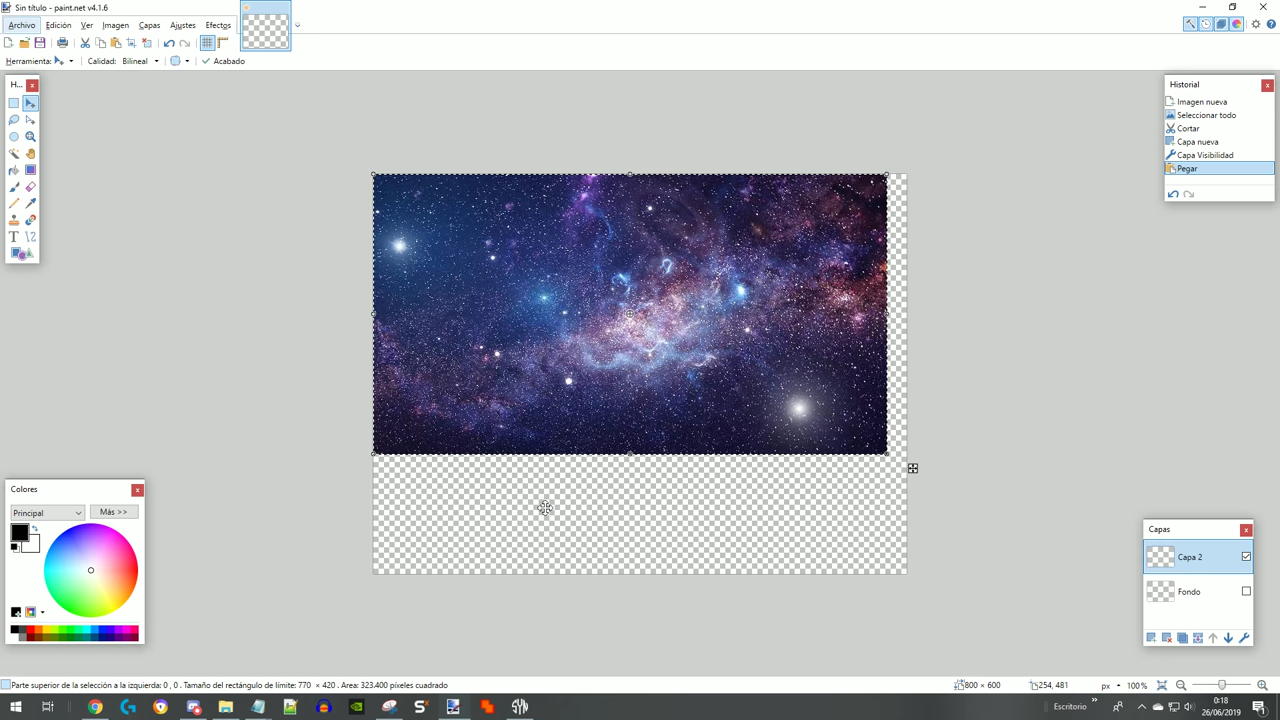 Sin título - paint.net v4.1.6
Archivo Edición Ver Imagen Capas Ajustes Efectos
Herramienta: Calidad: Bilineal Acabado
H...
Historial
Imagen nueva
Seleccionar todo
Cortar
Capa nueva
Capa Visibilidad
Pegar
Colores
Principal Más >>
Capas
Capa 2
Fondo
Parte superior de la selección a la izquierda: 0 , 0 . Tamaño del rectángulo de límite: 770 × 420 . Area: 323.400 píxeles cuadrado 800 × 600 254, 481 px 100%
Escritorio >> 0:18
26/06/2019